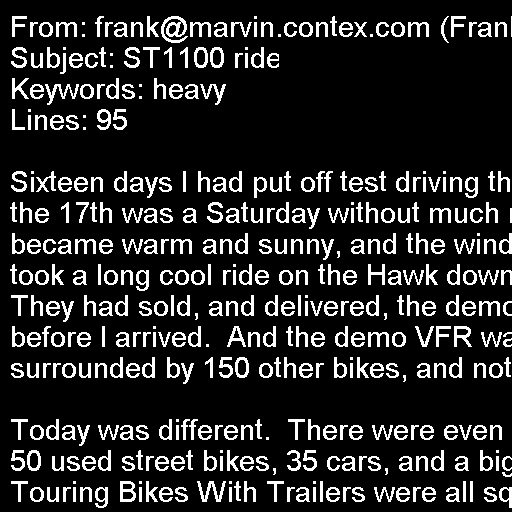 From: frank@marvin.contex.com (Frank
Subject: ST1100 ride
Keywords: heavy
Lines: 95

Sixteen days I had put off test driving th
the 17th was a Saturday without much
became warm and sunny, and the wind
took a long cool ride on the Hawk down
They had sold, and delivered, the demo
before I arrived.  And the demo VFR wa
surrounded by 150 other bikes, and not

Today was different.  There were even
50 used street bikes, 35 cars, and a big
Touring Bikes With Trailers were all sq